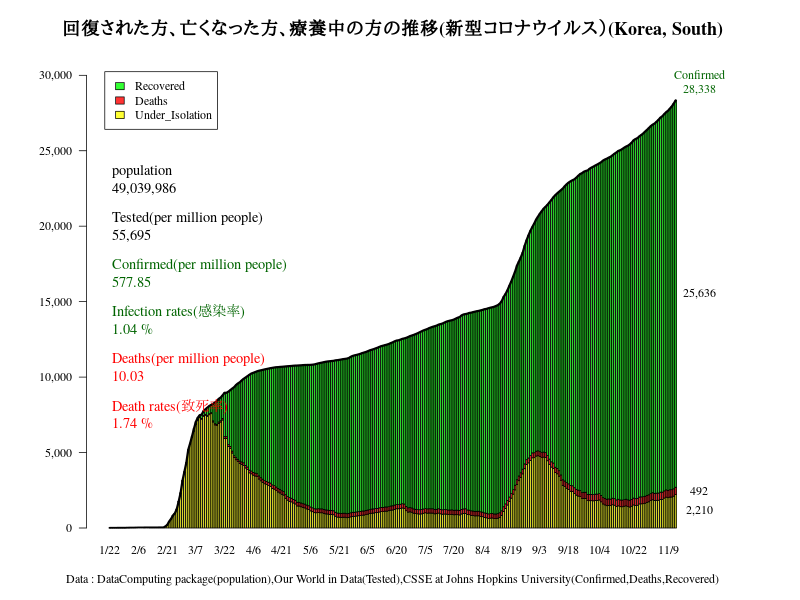 回復された方、亡くなった方、療養中の方の推移(新型コロナウイルス)(Korea, South)
Confirmed
28,338
30,000
25,000
20,000
15,000
10,000
5,000
0
Recovered
Deaths
Under_Isolation
population
49,039,986
Tested(per million people)
55,695
Confirmed(per million people)
577.85
Infection rates(感染率)
1.04 %
Deaths(per million people)
10.03
Death rates(致死率)
1.74 %
25,636
492
2,210
1/22 2/6 2/21 3/7 3/22 4/6 4/21 5/6 5/21 6/5 6/20 7/5 7/20 8/4 8/19 9/3 9/18 10/4 10/22 11/9
Data : DataComputing package(population),Our World in Data(Tested),CSSE at Johns Hopkins University(Confirmed,Deaths,Recovered)